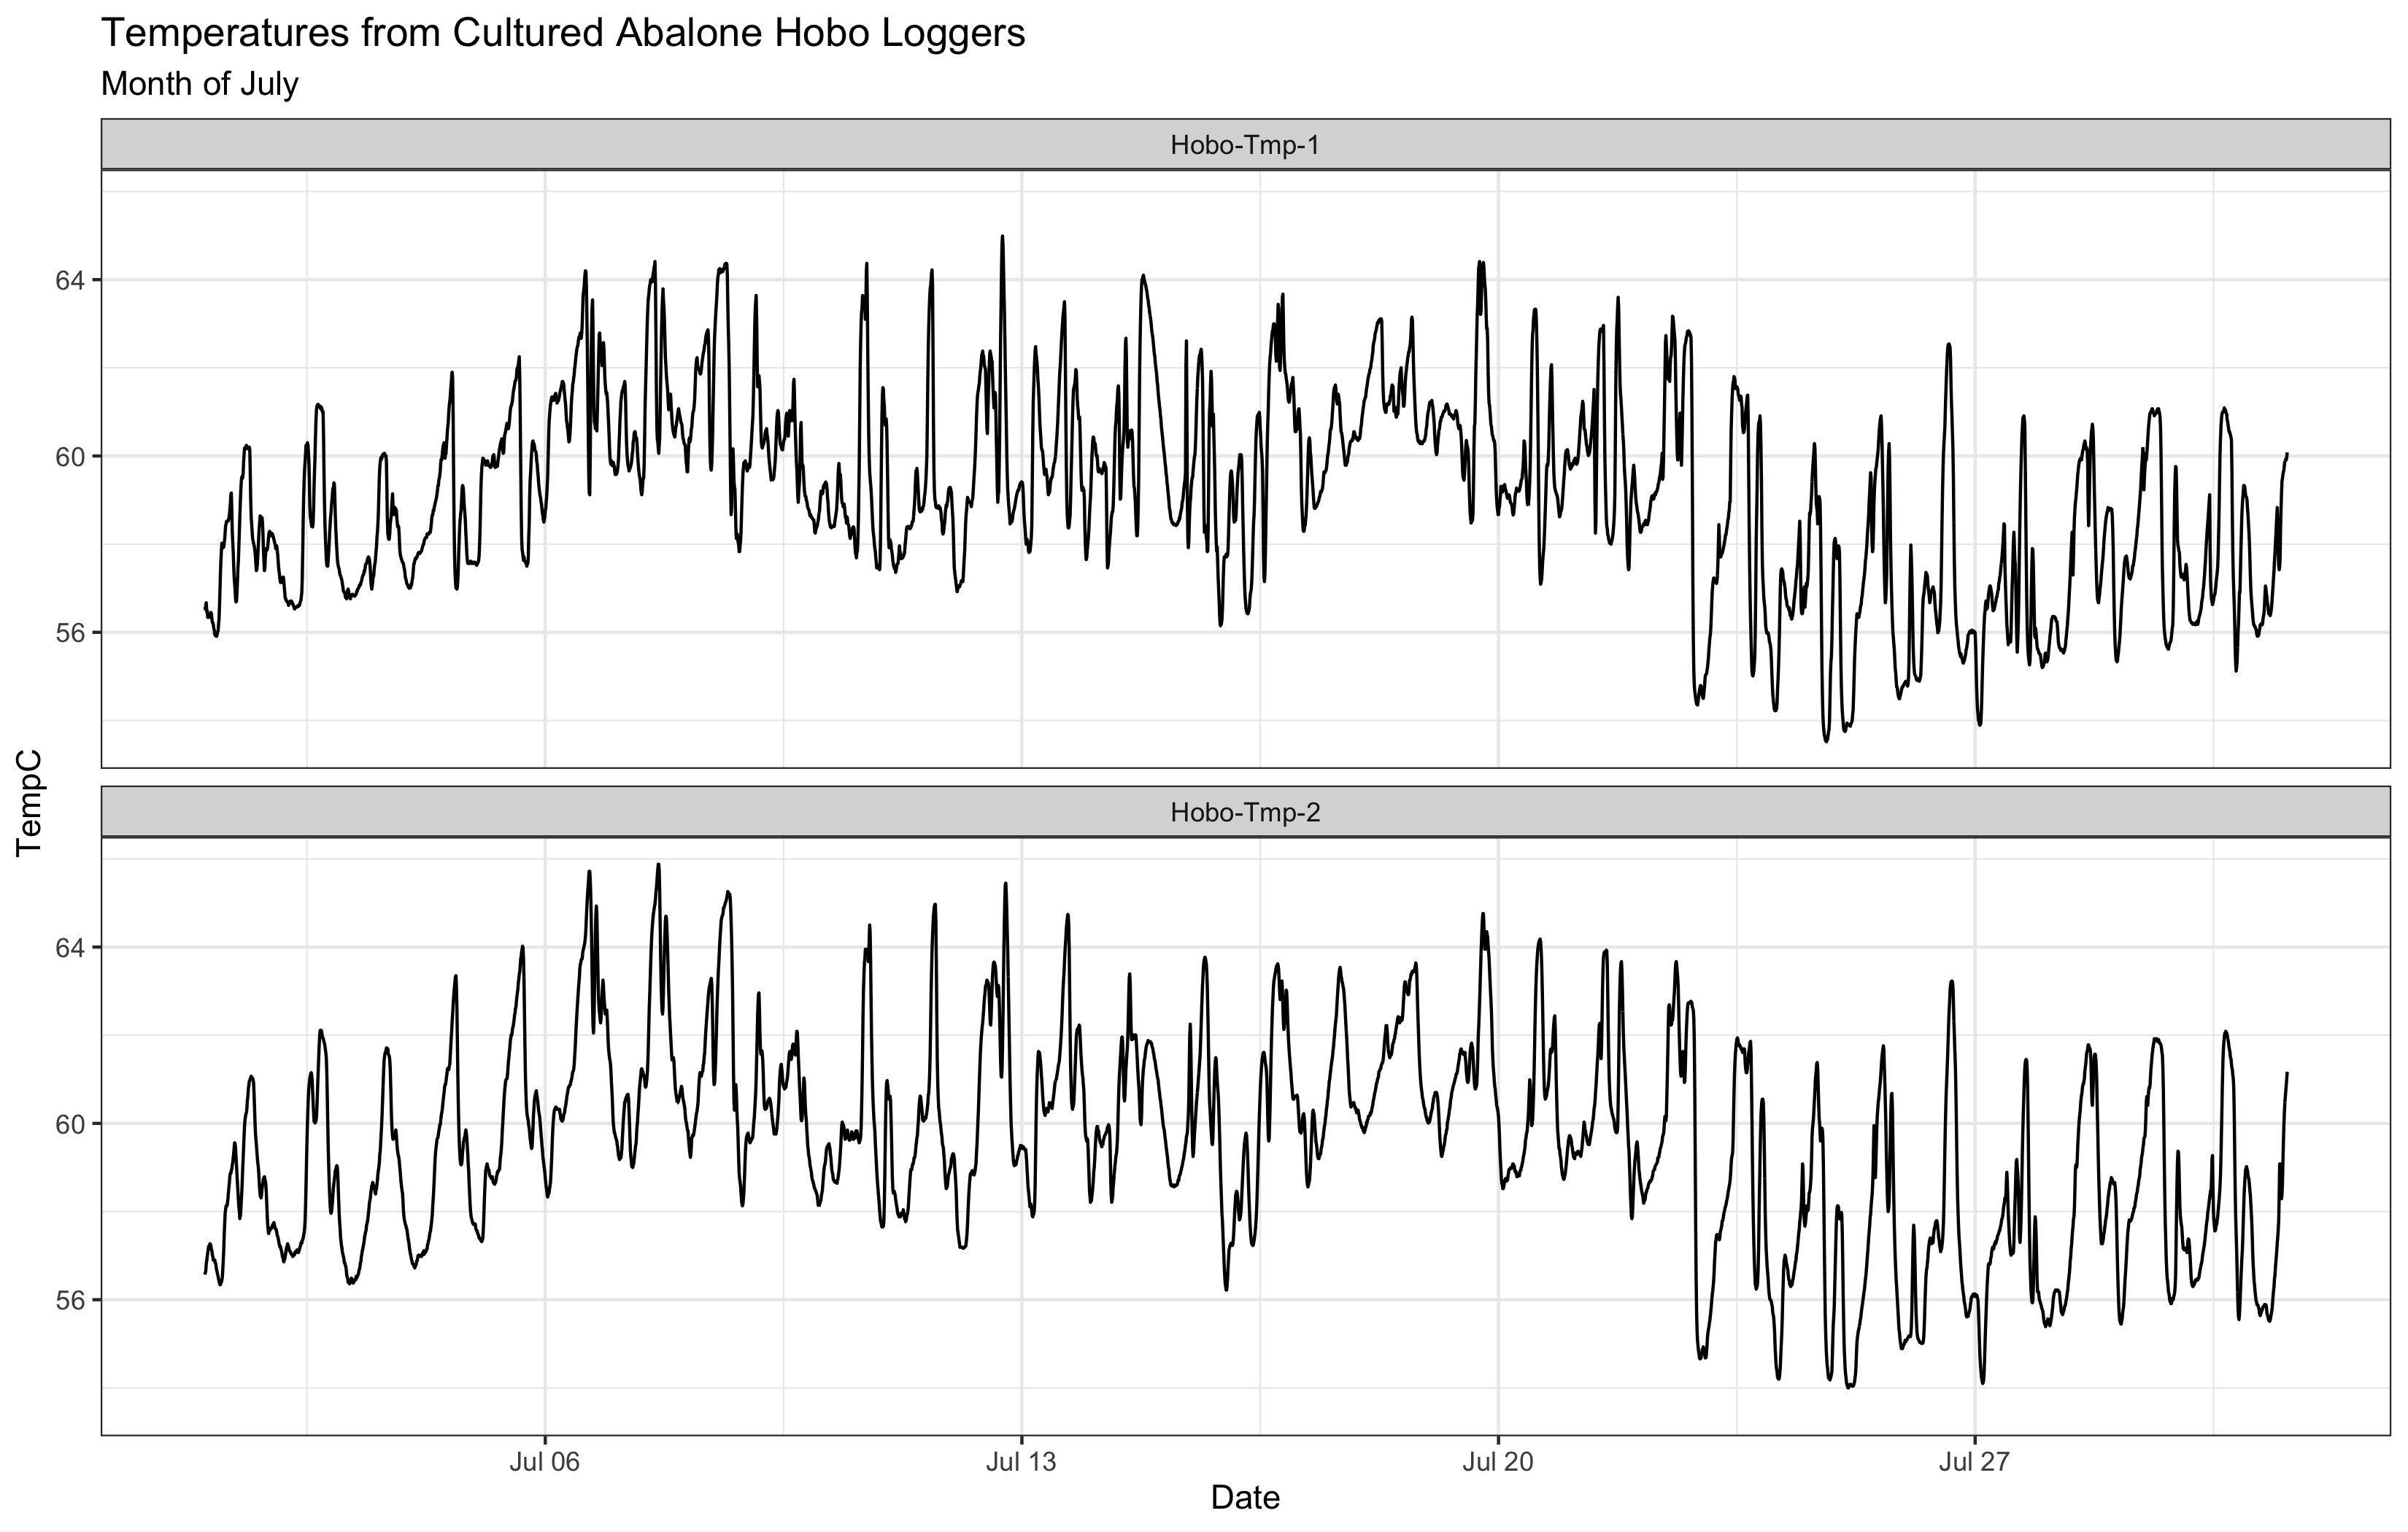 Temperatures from Cultured Abalone Hobo Loggers
Month of July
Hobo-Tmp-1
64
60
56
Hobo-Tmp-2
64
60
56
TempC
Jul 06
Jul 13
Jul 20
Jul 27
Date